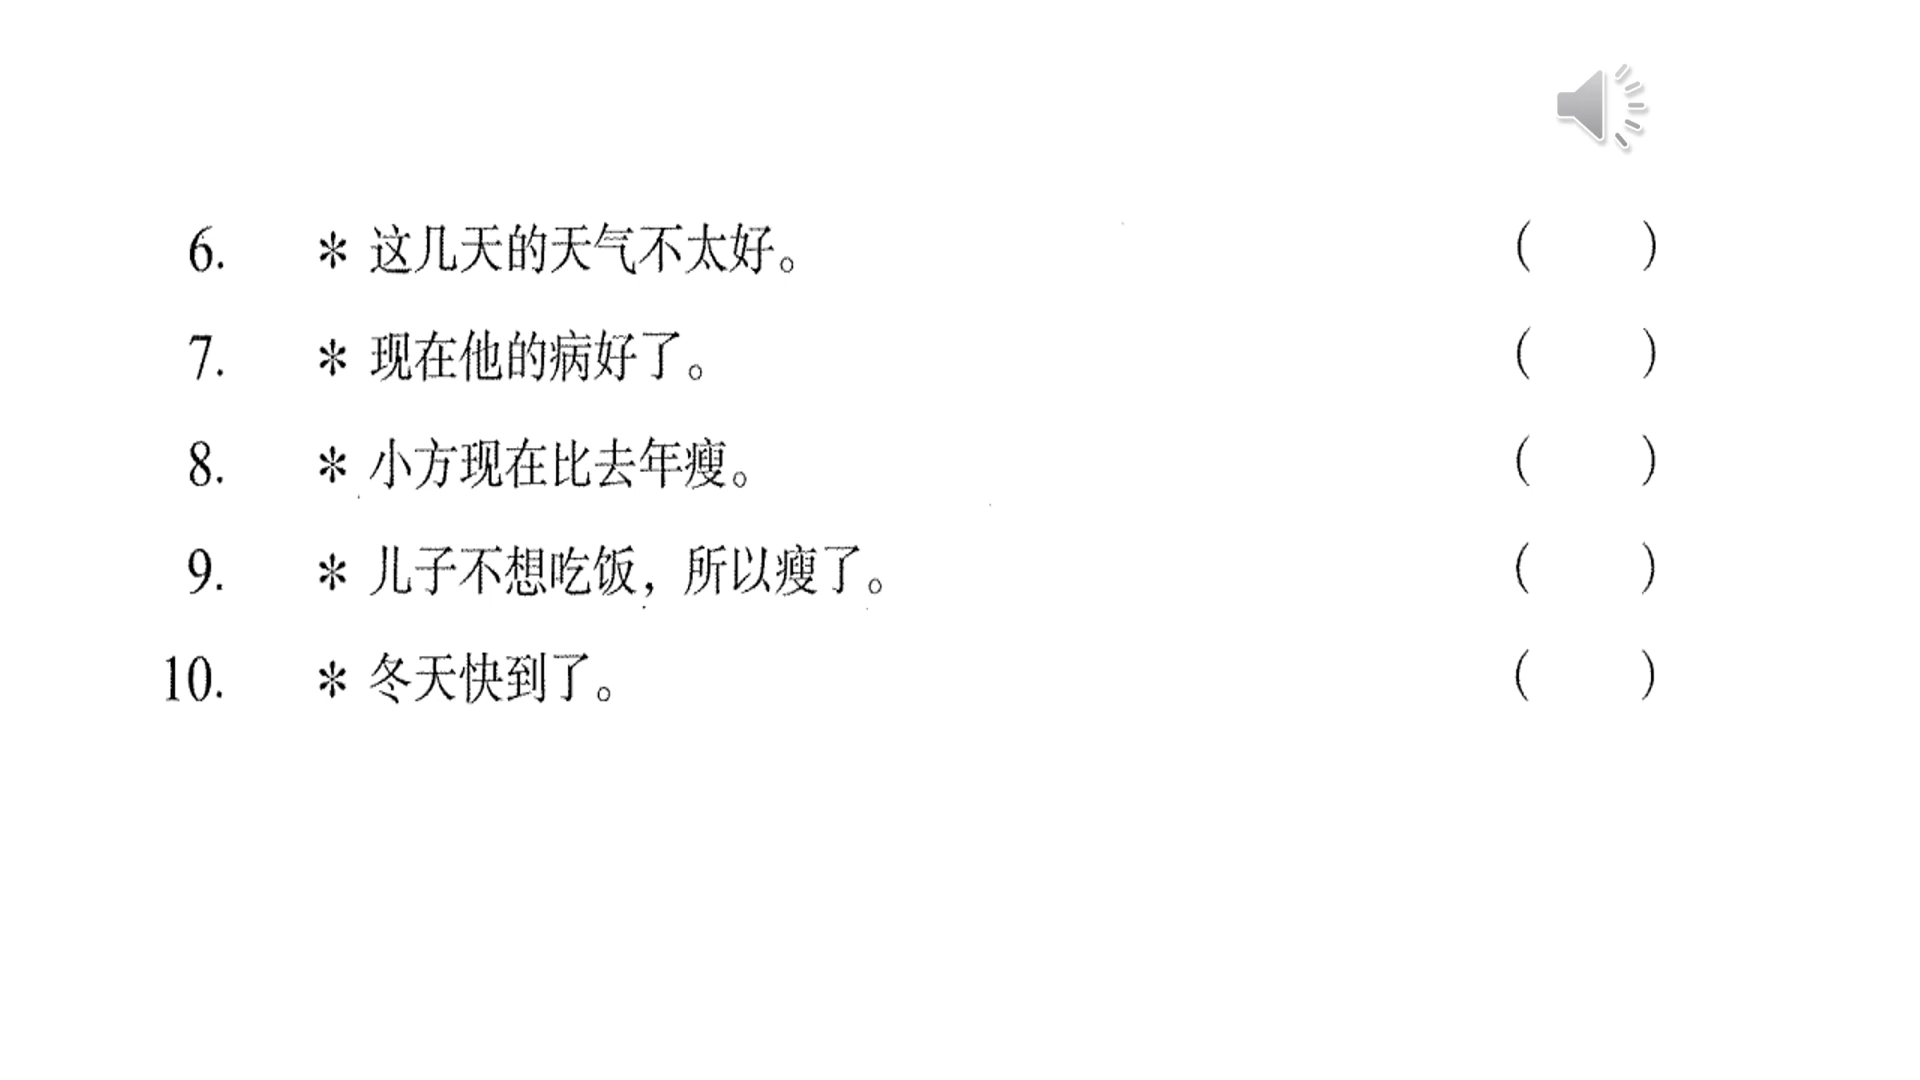 6. ＊ 这几天的天气不太好。 （ ）
7. ＊ 现在他的病好了。 （ ）
8. ＊ 小方现在比去年瘦。 （ ）
9. ＊ 儿子不想吃饭，所以瘦了。 （ ）
10. ＊ 冬天快到了。 （ ）